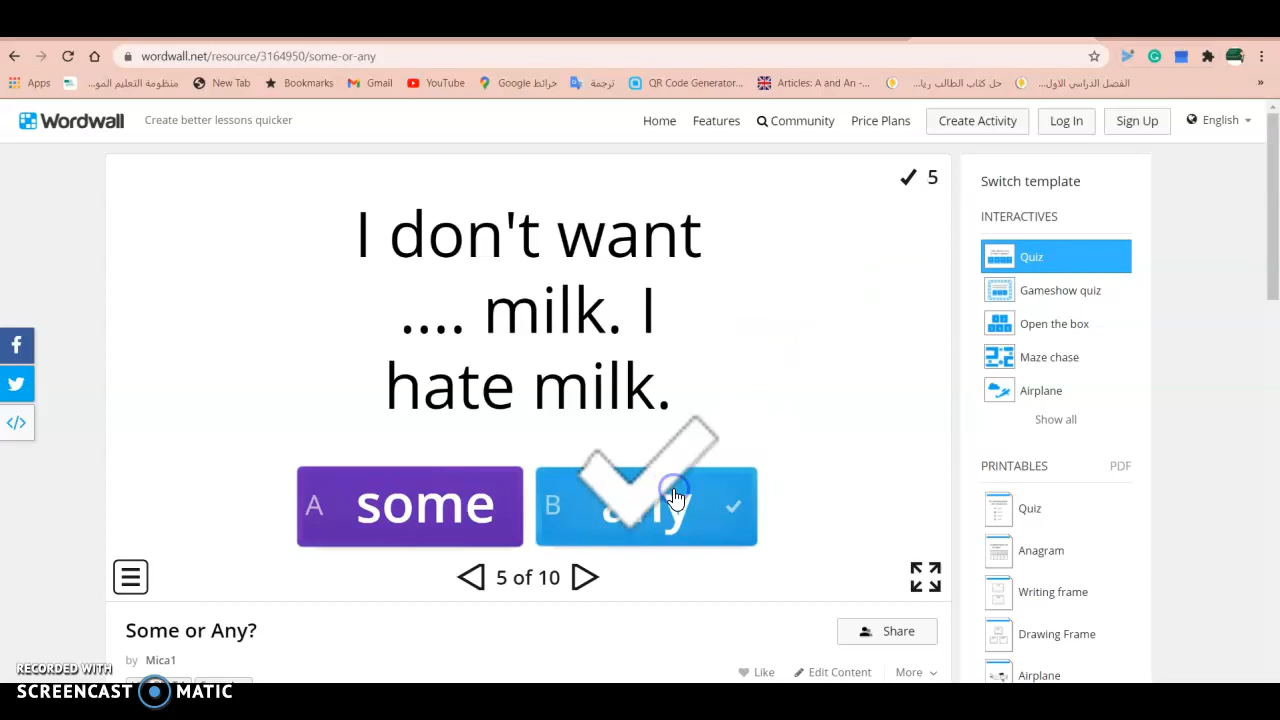 wordwall.net/resource/3164950/some-or-any
Apps
منظومة التعليم المو...
New Tab
Bookmarks
Gmail
YouTube
خرائط Google
ترجمة
QR Code Generator...
Articles: A and An -...
حل كتاب الطالب ريا...
الفصل الدراسي الاول...
»
Wordwall
Create better lessons quicker
Home
Features
Community
Price Plans
Create Activity
Log In
Sign Up
English
5
I don't want
.... milk. I
hate milk.
A some
B any
5 of 10
Some or Any?
by Mica1
Share
Like
Edit Content
More
Switch template
INTERACTIVES
Quiz
Gameshow quiz
Open the box
Maze chase
Airplane
Show all
PRINTABLES
PDF
Quiz
Anagram
Writing frame
Drawing Frame
Airplane
RECORDED WITH
SCREENCAST MATIC